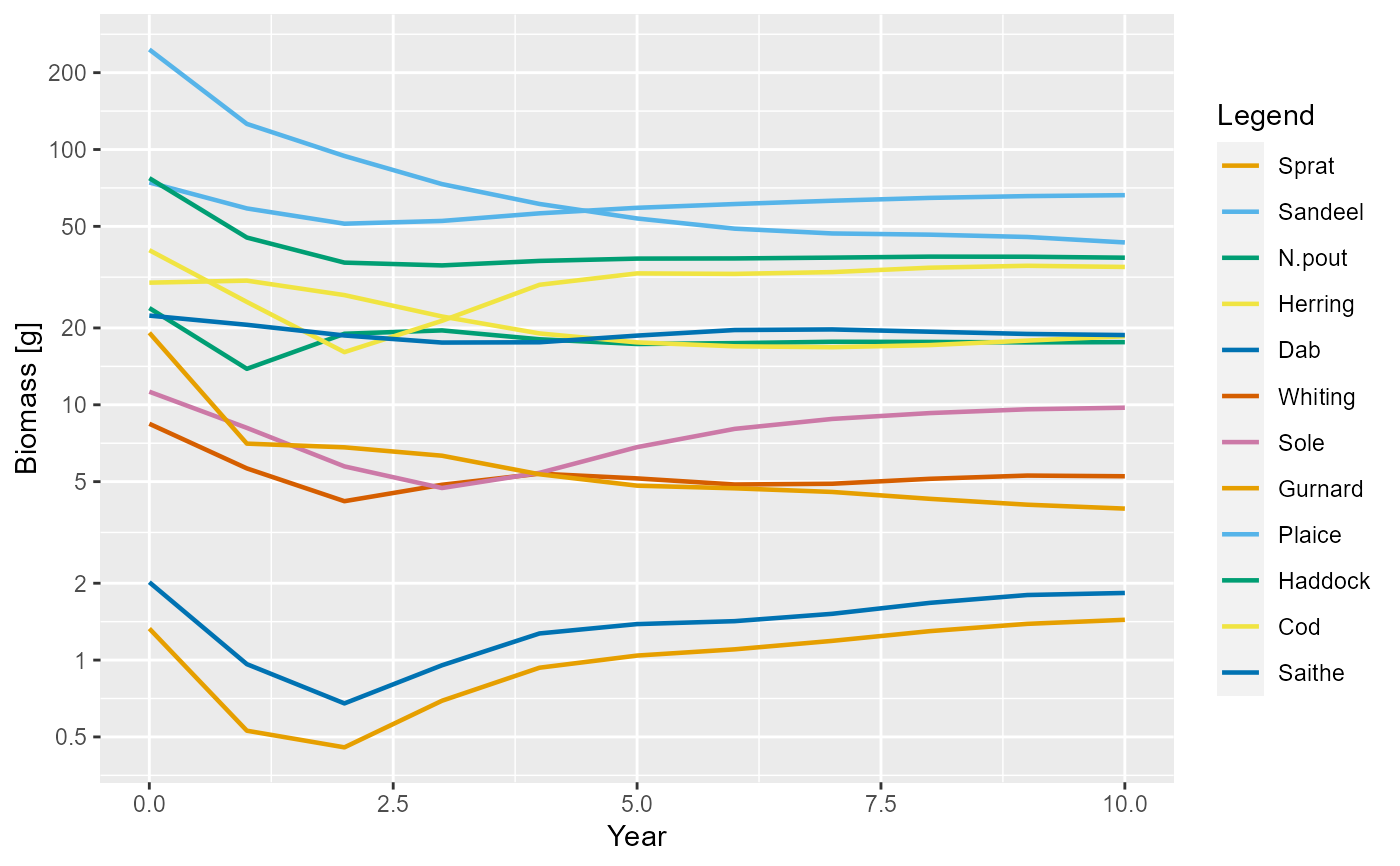 200
100
50
20
10
5
2
1
0.5
Biomass [g]
0.0 2.5 5.0 7.5 10.0
Year
Legend
Sprat
Sandeel
N.pout
Herring
Dab
Whiting
Sole
Gurnard
Plaice
Haddock
Cod
Saithe